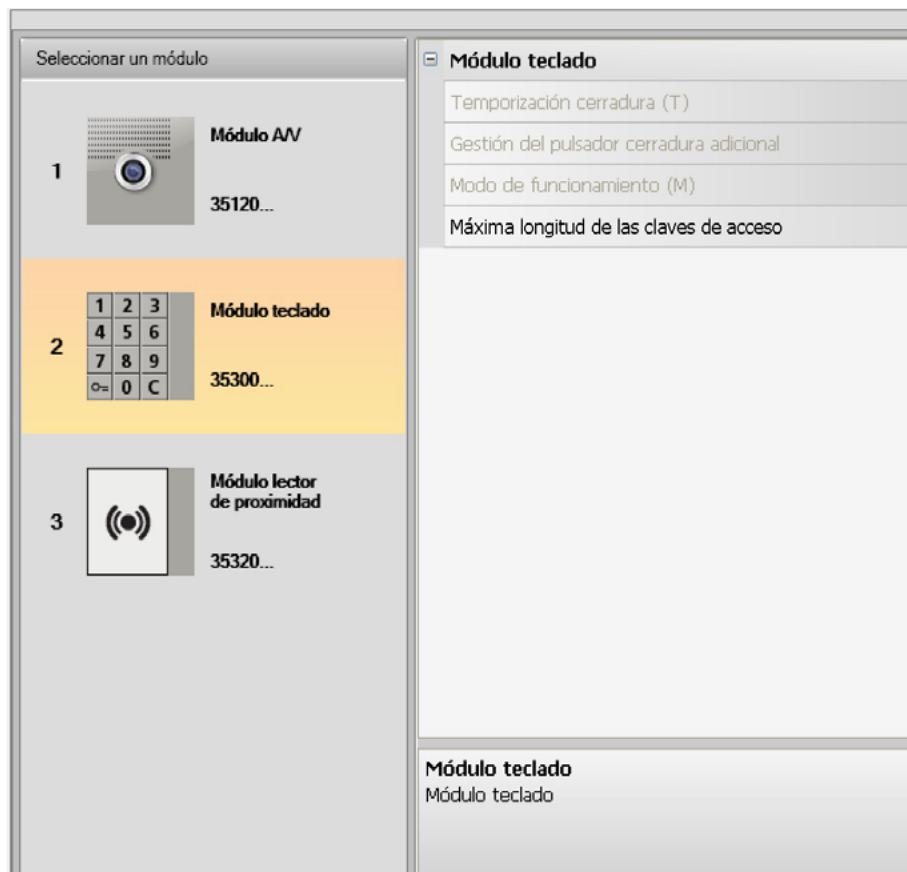 Seleccionar un módulo
1
Módulo A/V
35120...
2
1 2 3
4 5 6
7 8 9
0 C
Módulo teclado
35300...
3
Módulo lector
de proximidad
35320...
Módulo teclado
Temporización cerradura (T)
Gestión del pulsador cerradura adicional
Modo de funcionamiento (M)
Máxima longitud de las claves de acceso
Módulo teclado
Módulo teclado